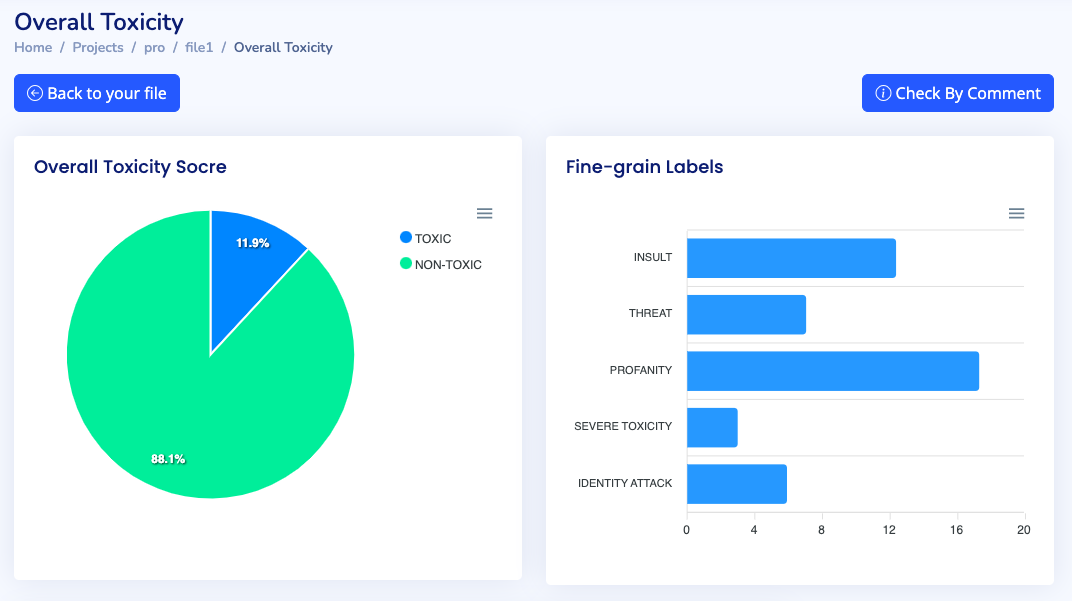 Overall Toxicity
Home / Projects / pro / file1 / Overall Toxicity
Back to your file
Check By Comment
Overall Toxicity Socre
11.9%
88.1%
TOXIC
NON-TOXIC
Fine-grain Labels
INSULT
THREAT
PROFANITY
SEVERE TOXICITY
IDENTITY ATTACK
0 4 8 12 16 20